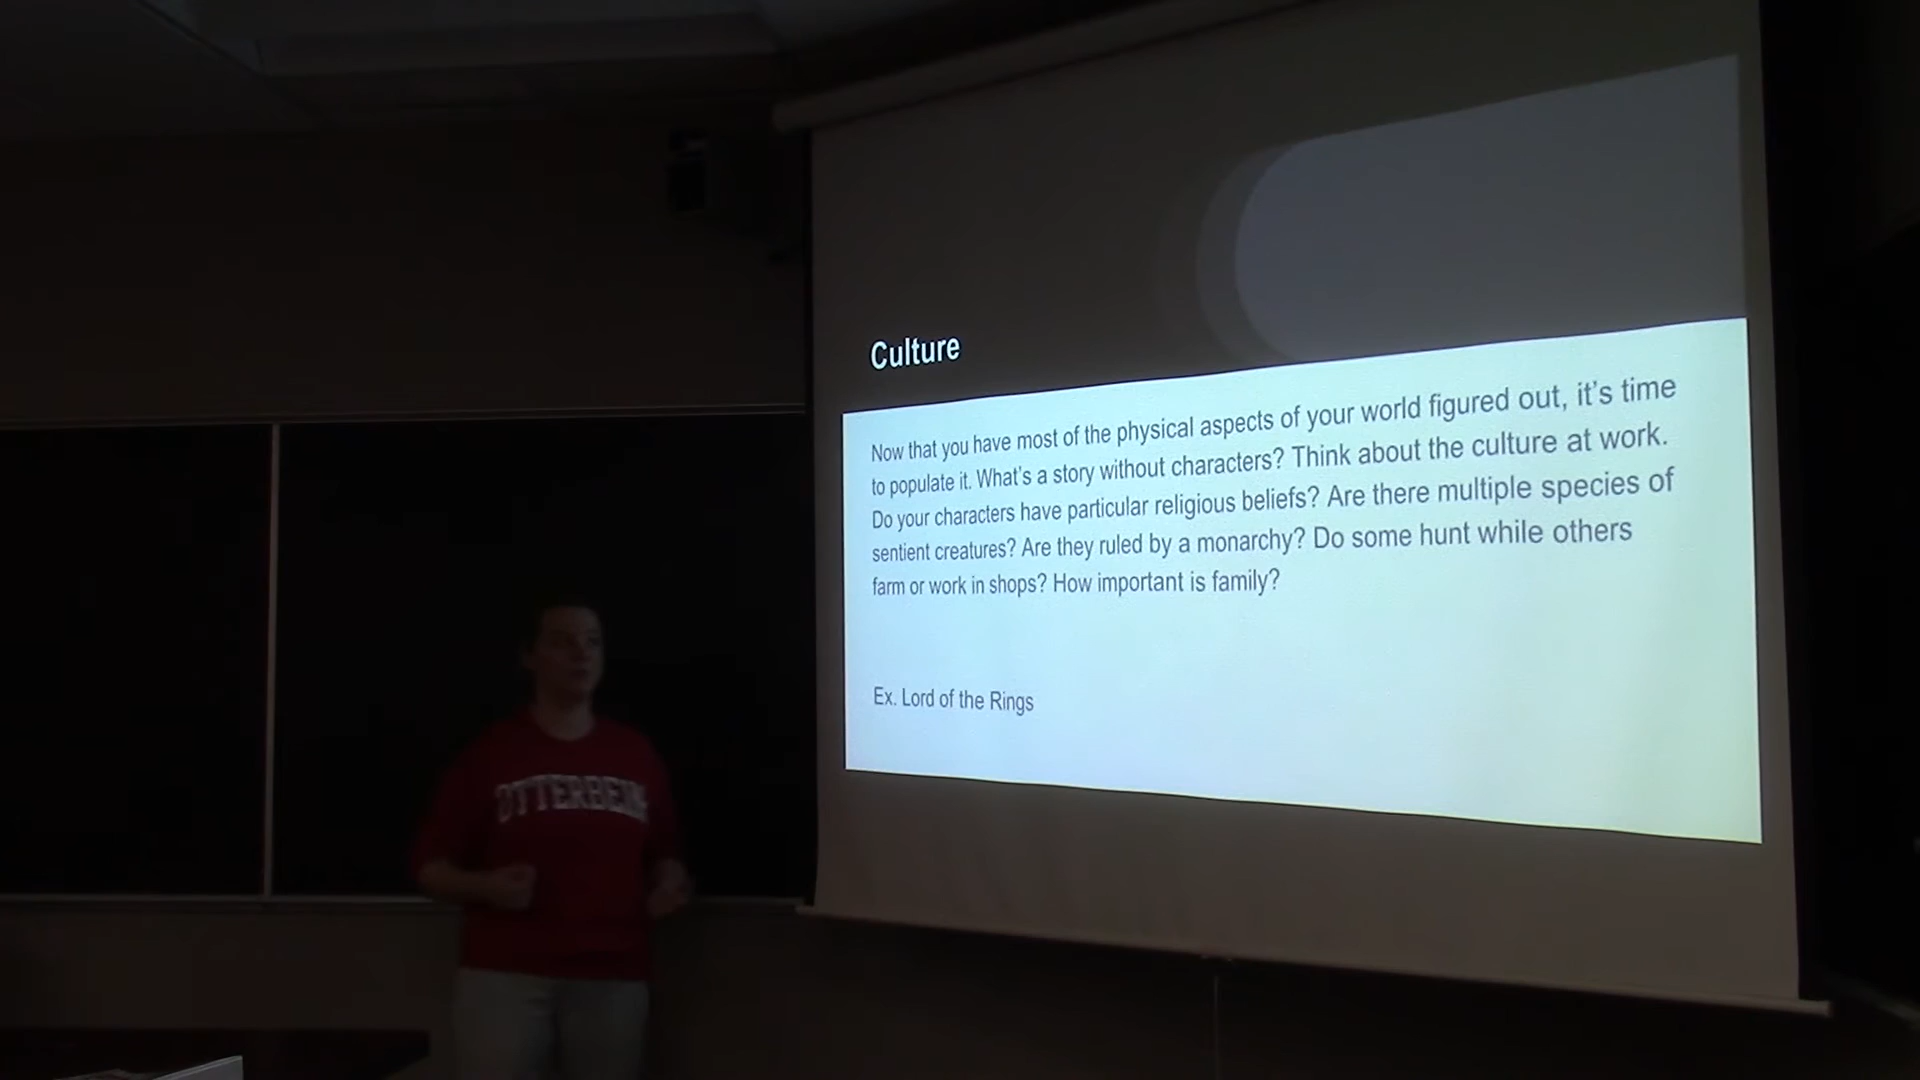 Culture
Now that you have most of the physical aspects of your world figured out, it's time
to populate it. What's a story without characters? Think about the culture at work.
Do your characters have particular religious beliefs? Are there multiple species of
sentient creatures? Are they ruled by a monarchy? Do some hunt while others
farm or work in shops? How important is family?
Ex. Lord of the Rings
OTTERBEIN